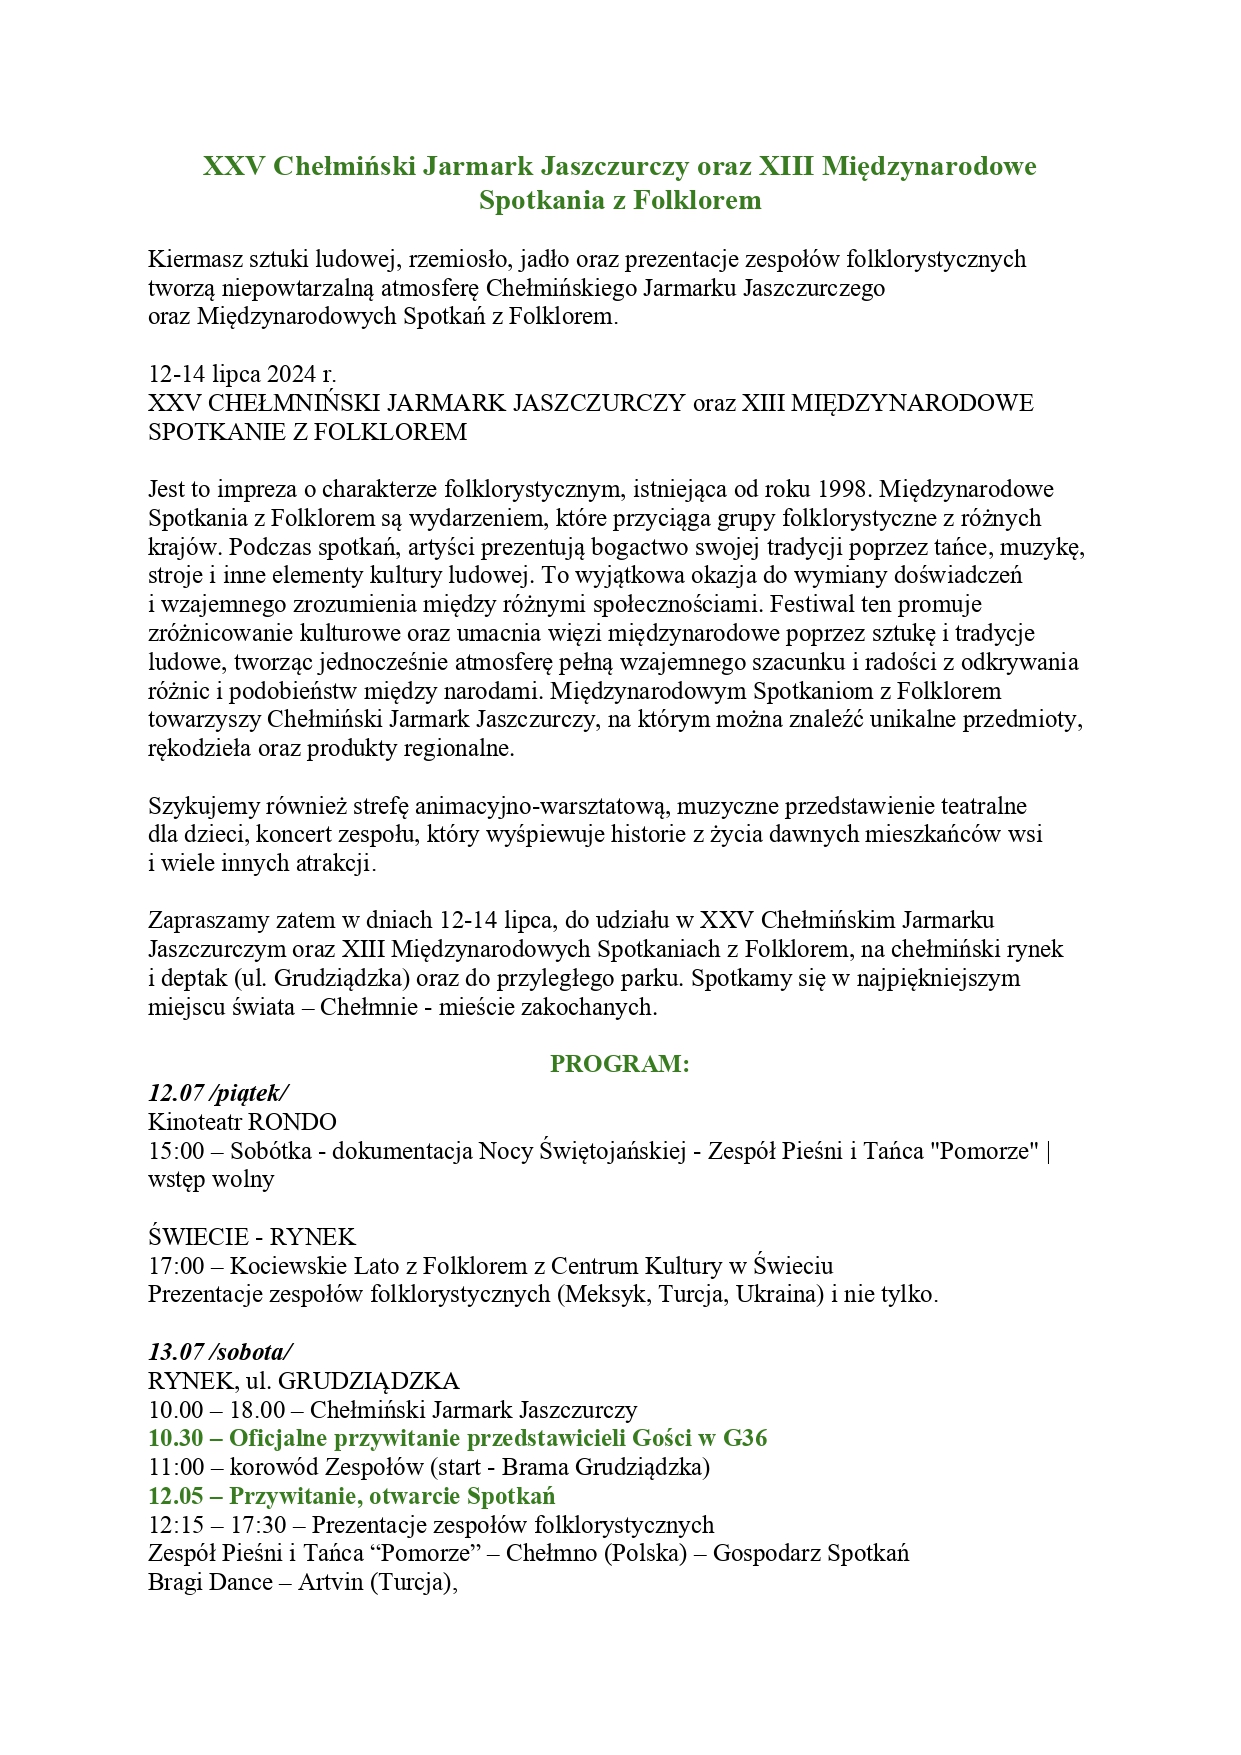 XXV Chełmiński Jarmark Jaszczurczy oraz XIII Międzynarodowe
Spotkania z Folklorem
Kiermasz sztuki ludowej, rzemiosło, jadło oraz prezentacje zespołów folklorystycznych
tworzą niepowtarzalną atmosferę Chełmińskiego Jarmarku Jaszczurczego
oraz Międzynarodowych Spotkań z Folklorem.
12-14 lipca 2024 r.
XXV CHEŁMNIŃSKI JARMARK JASZCZURCZY oraz XIII MIĘDZYNARODOWE
SPOTKANIE Z FOLKLOREM
Jest to impreza o charakterze folklorystycznym, istniejąca od roku 1998. Międzynarodowe
Spotkania z Folklorem są wydarzeniem, które przyciąga grupy folklorystyczne z różnych
krajów. Podczas spotkań, artyści prezentują bogactwo swojej tradycji poprzez tańce, muzykę,
stroje i inne elementy kultury ludowej. To wyjątkowa okazja do wymiany doświadczeń
i wzajemnego zrozumienia między różnymi społecznościami. Festiwal ten promuje
zróżnicowanie kulturowe oraz umacnia więzi międzynarodowe poprzez sztukę i tradycje
ludowe, tworząc jednocześnie atmosferę pełną wzajemnego szacunku i radości z odkrywania
różnic i podobieństw między narodami. Międzynarodowym Spotkaniom z Folklorem
towarzyszy Chełmiński Jarmark Jaszczurczy, na którym można znaleźć unikalne przedmioty,
rękodzieła oraz produkty regionalne.
Szykujemy również strefę animacyjno-warsztatową, muzyczne przedstawienie teatralne
dla dzieci, koncert zespołu, który wyśpiewuje historie z życia dawnych mieszkańców wsi
i wiele innych atrakcji.
Zapraszamy zatem w dniach 12-14 lipca, do udziału w XXV Chełmińskim Jarmarku
Jaszczurczym oraz XIII Międzynarodowych Spotkaniach z Folklorem, na chełmiński rynek
i deptak (ul. Grudziądzka) oraz do przyległego parku. Spotkamy się w najpiękniejszym
miejscu świata – Chełmnie - mieście zakochanych.
PROGRAM:
12.07 /piątek/
Kinoteatr RONDO
15:00 – Sobótka - dokumentacja Nocy Świętojańskiej - Zespół Pieśni i Tańca "Pomorze" |
wstęp wolny
ŚWIECIE - RYNEK
17:00 – Kociewskie Lato z Folklorem z Centrum Kultury w Świeciu
Prezentacje zespołów folklorystycznych (Meksyk, Turcja, Ukraina) i nie tylko.
13.07 /sobota/
RYNEK, ul. GRUDZIĄDZKA
10.00 – 18.00 – Chełmiński Jarmark Jaszczurczy
10.30 – Oficjalne przywitanie przedstawicieli Gości w G36
11:00 – korowód Zespołów (start - Brama Grudziądzka)
12.05 – Przywitanie, otwarcie Spotkań
12:15 – 17:30 – Prezentacje zespołów folklorystycznych
Zespół Pieśni i Tańca “Pomorze” – Chełmno (Polska) – Gospodarz Spotkań
Bragi Dance – Artvin (Turcja),